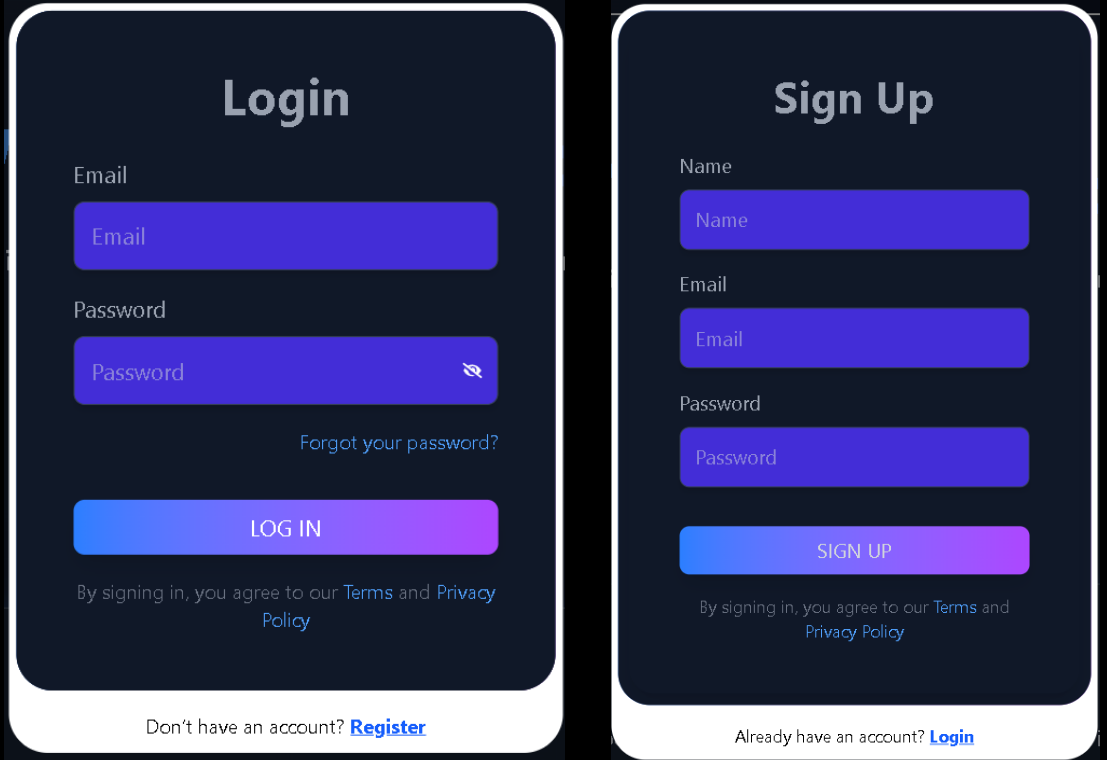 Login
Email
Email
Password
Password
Forgot your password?
LOG IN
By signing in, you agree to our Terms and Privacy
Policy
Don't have an account? Register
Sign Up
Name
Name
Email
Email
Password
Password
SIGN UP
By signing in, you agree to our Terms and
Privacy Policy
Already have an account? Login